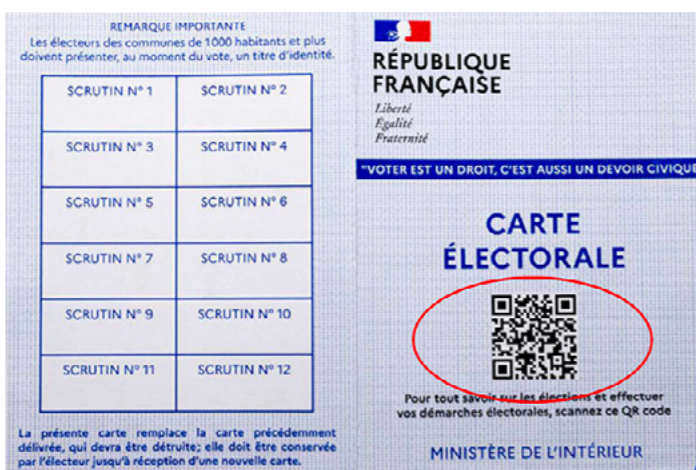 REMARQUE IMPORTANTE
Les électeurs des communes de 1000 habitants et plus
doivent présenter, au moment du vote, un titre d'identité.
SCRUTIN N° 1
SCRUTIN N° 2
SCRUTIN N° 3
SCRUTIN N° 4
SCRUTIN N° 5
SCRUTIN N° 6
SCRUTIN N° 7
SCRUTIN N° 8
SCRUTIN N° 9
SCRUTIN N° 10
SCRUTIN N° 11
SCRUTIN N° 12
La présente carte remplace la carte précédemment
délivrée, qui devra être détruite; elle doit être conservée
par l'électeur jusqu'à réception d'une nouvelle carte.
RÉPUBLIQUE
FRANÇAISE
Liberté
Égalité
Fraternité
"VOTER EST UN DROIT, C'EST AUSSI UN DEVOIR CIVIQUE
CARTE
ÉLECTORALE
Pour tout savoir sur les élections et effectuer
vos démarches électorales, scannez ce QR code
MINISTÈRE DE L'INTÉRIEUR